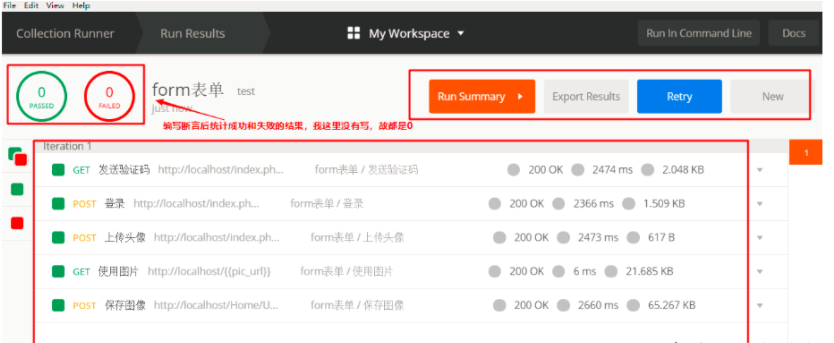 File Edit View Help
Collection Runner Run Results My Workspace Run In Command Line Docs
0 PASSED 0 FAILED form表单 test
just now
Run Summary Export Results Retry New
编写断言后统计成功和失败的结果，我这里没有写，故都是0
Iteration 1
1
GET 发送验证码 http://localhost/index.ph... form表单 / 发送验证码 200 OK 2474 ms 2.048 KB
POST 登录 http://localhost/index.ph... form表单 / 登录 200 OK 2366 ms 1.509 KB
POST 上传头像 http://localhost/index.ph... form表单 / 上传头像 200 OK 2473 ms 617 B
GET 使用图片 http://localhost/{{pic_url}} form表单 / 使用图片 200 OK 6 ms 21.685 KB
POST 保存图像 http://localhost/Home/U... form表单 / 保存图像 200 OK 2660 ms 65.267 KB